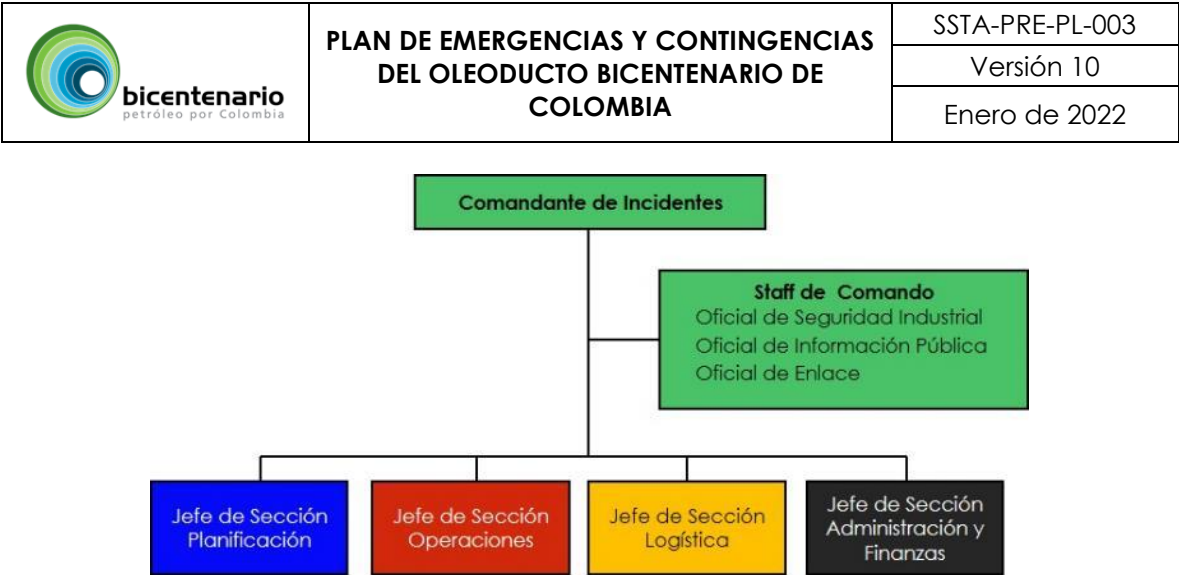 bicentenario
petróleo por Colombia
PLAN DE EMERGENCIAS Y CONTINGENCIAS
DEL OLEODUCTO BICENTENARIO DE
COLOMBIA
SSTA-PRE-PL-003
Versión 10
Enero de 2022
Comandante de Incidentes
Staff de Comando
Oficial de Seguridad Industrial
Oficial de Información Pública
Oficial de Enlace
Jefe de Sección
Planificación
Jefe de Sección
Operaciones
Jefe de Sección
Logística
Jefe de Sección
Administración y
Finanzas